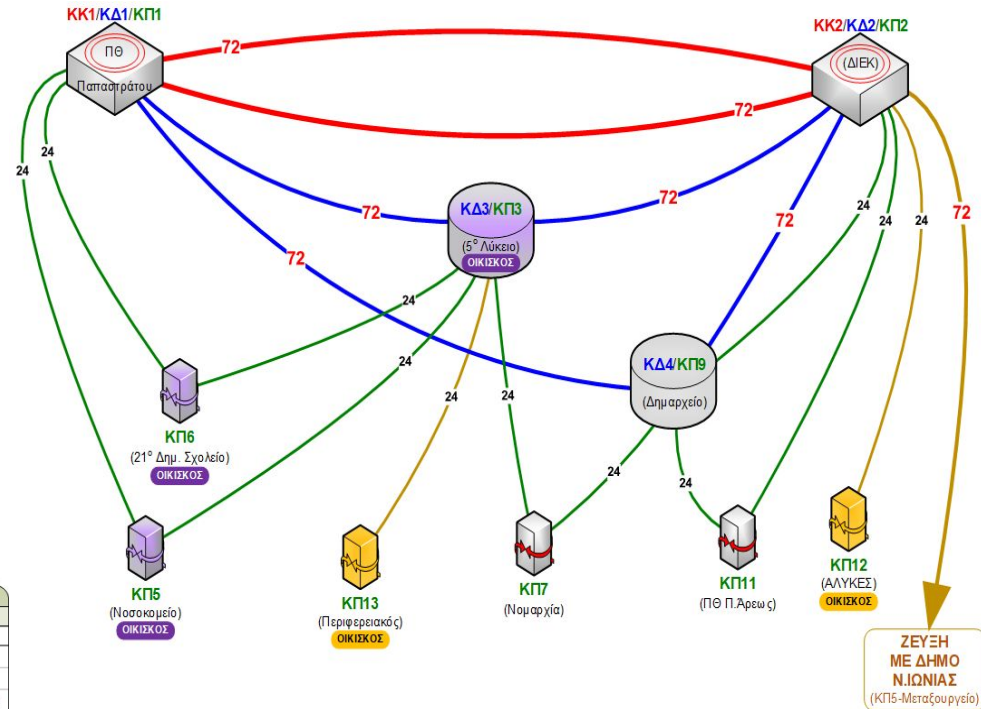 ΚΚ1/ΚΔ1/ΚΠ1
ΠΘ
Παπαστράτου
ΚΚ2/ΚΔ2/ΚΠ2
(ΔΙΕΚ)
72
72
24
24
72
72
72
72
24
24
24
72
ΚΔ3/ΚΠ3
(5ο Λύκειο)
ΟΙΚΙΣΚΟΣ
24
24
24
24
ΚΔ4/ΚΠ9
(Δημαρχείο)
24
24
ΚΠ6
(21ο Δημ. Σχολείο)
ΟΙΚΙΣΚΟΣ
ΚΠ5
(Νοσοκομείο)
ΟΙΚΙΣΚΟΣ
ΚΠ13
(Περιφερειακός)
ΟΙΚΙΣΚΟΣ
ΚΠ7
(Νομαρχία)
ΚΠ11
(ΠΘ Π.Άρεως)
ΚΠ12
(ΑΛΥΚΕΣ)
ΟΙΚΙΣΚΟΣ
ΖΕΥΞΗ
ΜΕ ΔΗΜΟ
Ν.ΙΩΝΙΑΣ
(ΚΠ5-Μεταξουργείο)